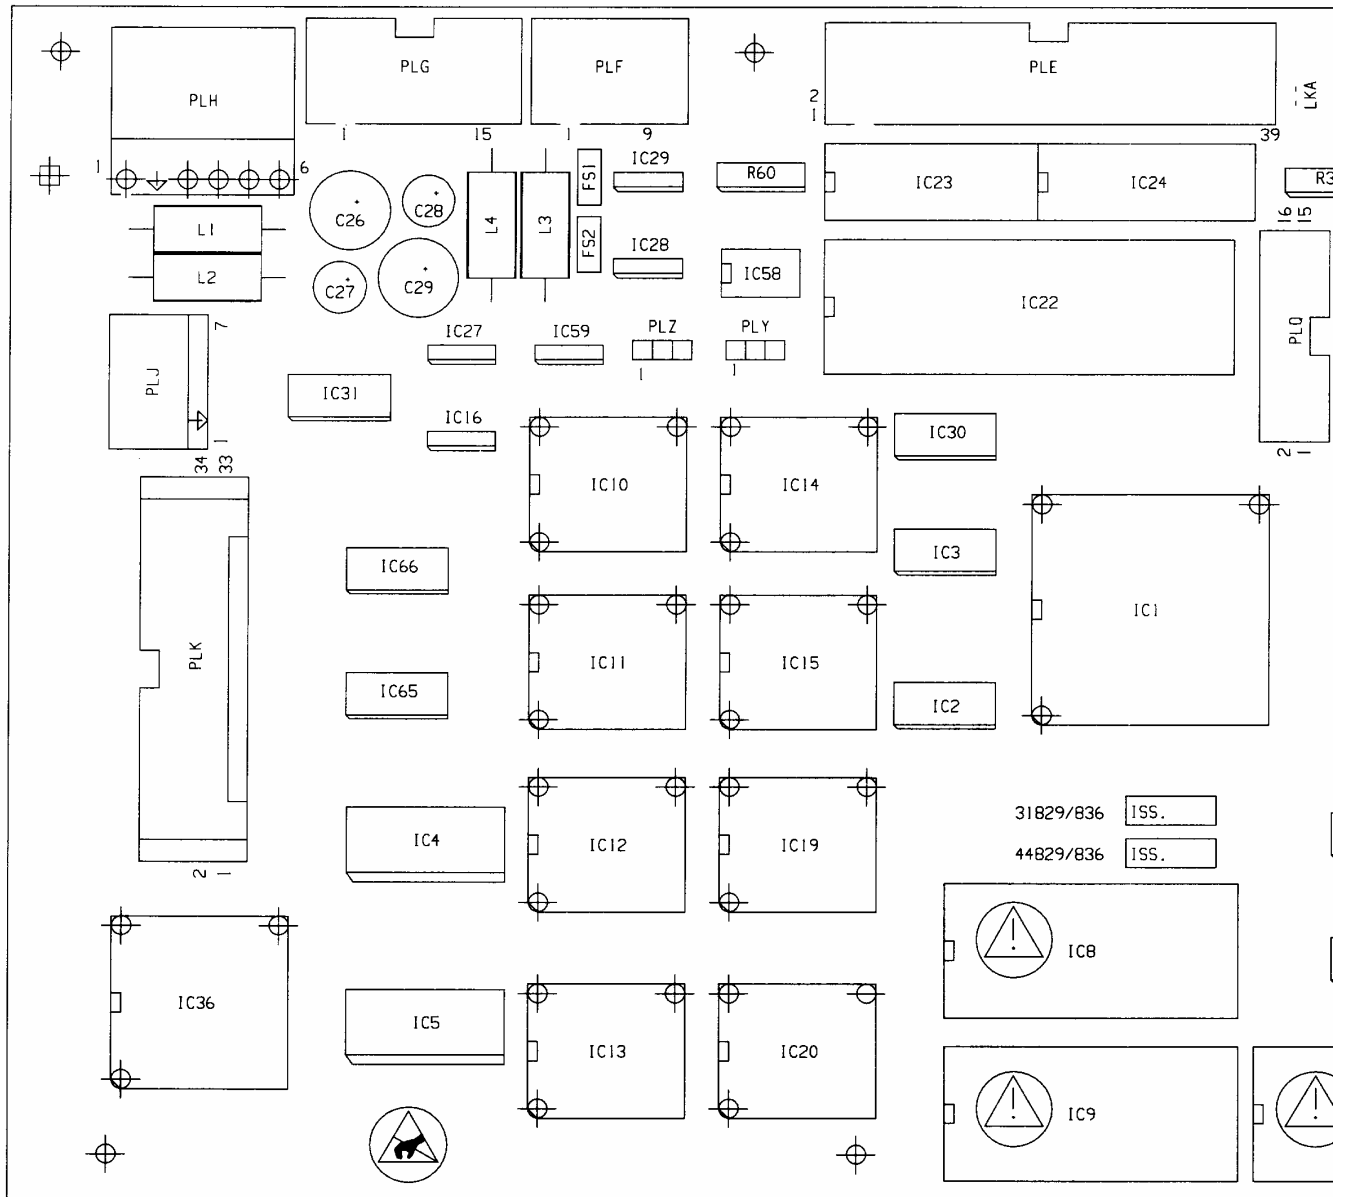 PLG
PLF
PLE
PLH
LKA
2
1
1
15
1
9
39
1
6
IC29
FS1
R60
IC23
IC24
R3
C26
C28
L4
L3
16
15
L1
FS2
IC28
L2
C27
C29
IC58
IC22
PLQ
7
IC27
IC59
PLZ
PLY
PLJ
1
1
IC31
IC16
1
IC30
34
33
2
1
IC10
IC14
IC66
IC3
PLK
IC11
IC15
IC1
IC65
IC2
31829/836 ISS.
IC4
IC12
IC19
44829/836 ISS.
2
1
IC8
IC36
IC5
IC13
IC20
IC9